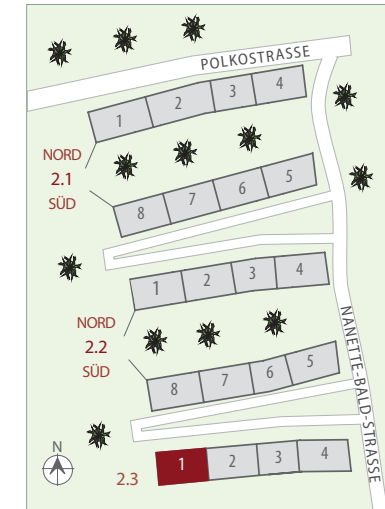 POLKOSTRASSE
1 2 3 4
NORD
2.1
SÜD
8 7 6 5
1 2 3 4
NORD
2.2
SÜD
8 7 6 5
NANETTE-BALD-STRASSE
N
2.3
1 2 3 4